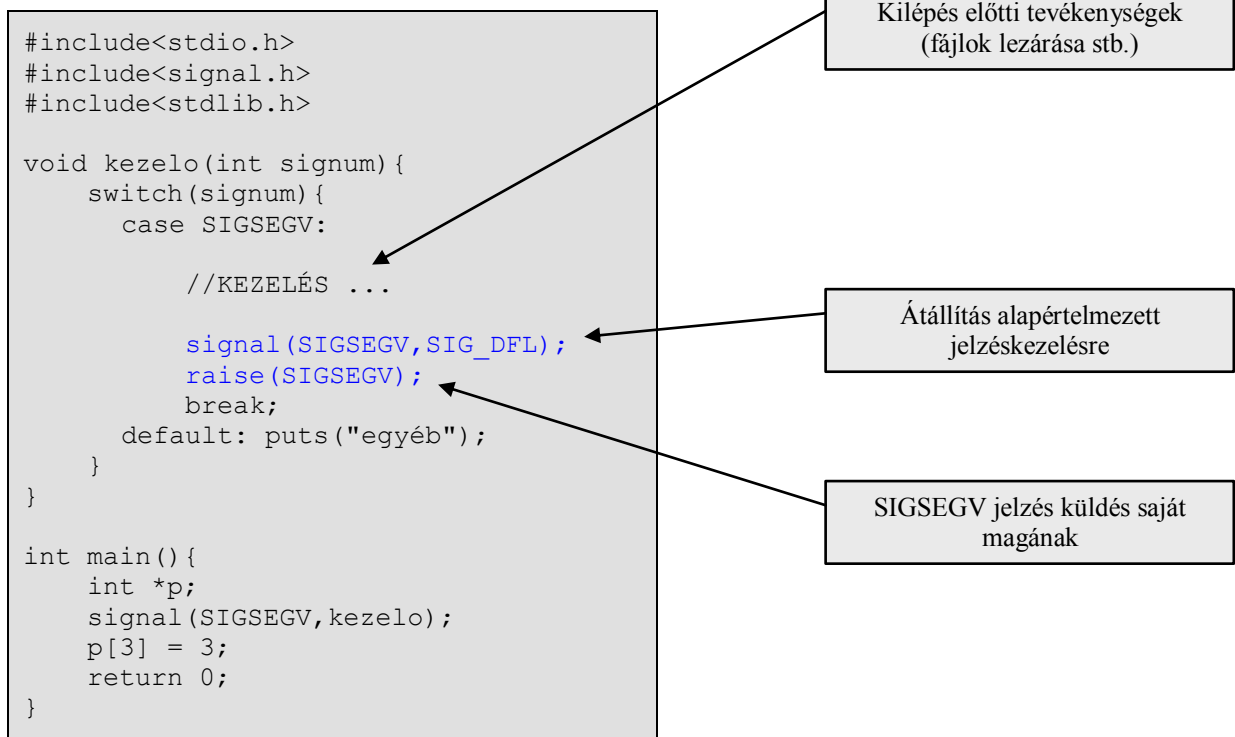 #include<stdio.h>
#include<signal.h>
#include<stdlib.h>
void kezelo(int signum){
switch(signum){
case SIGSEGV:
//KEZELÉS ...
signal(SIGSEGV,SIG_DFL);
raise(SIGSEGV);
break;
default: puts("egyéb");
}
}
int main(){
int *p;
signal(SIGSEGV,kezelo);
p[3] = 3;
return 0;
}
Kilépés előtti tevékenységek
(fájlok lezárása stb.)
Átállítás alapértelmezett
jelzéskezelésre
SIGSEGV jelzés küldés saját
magának